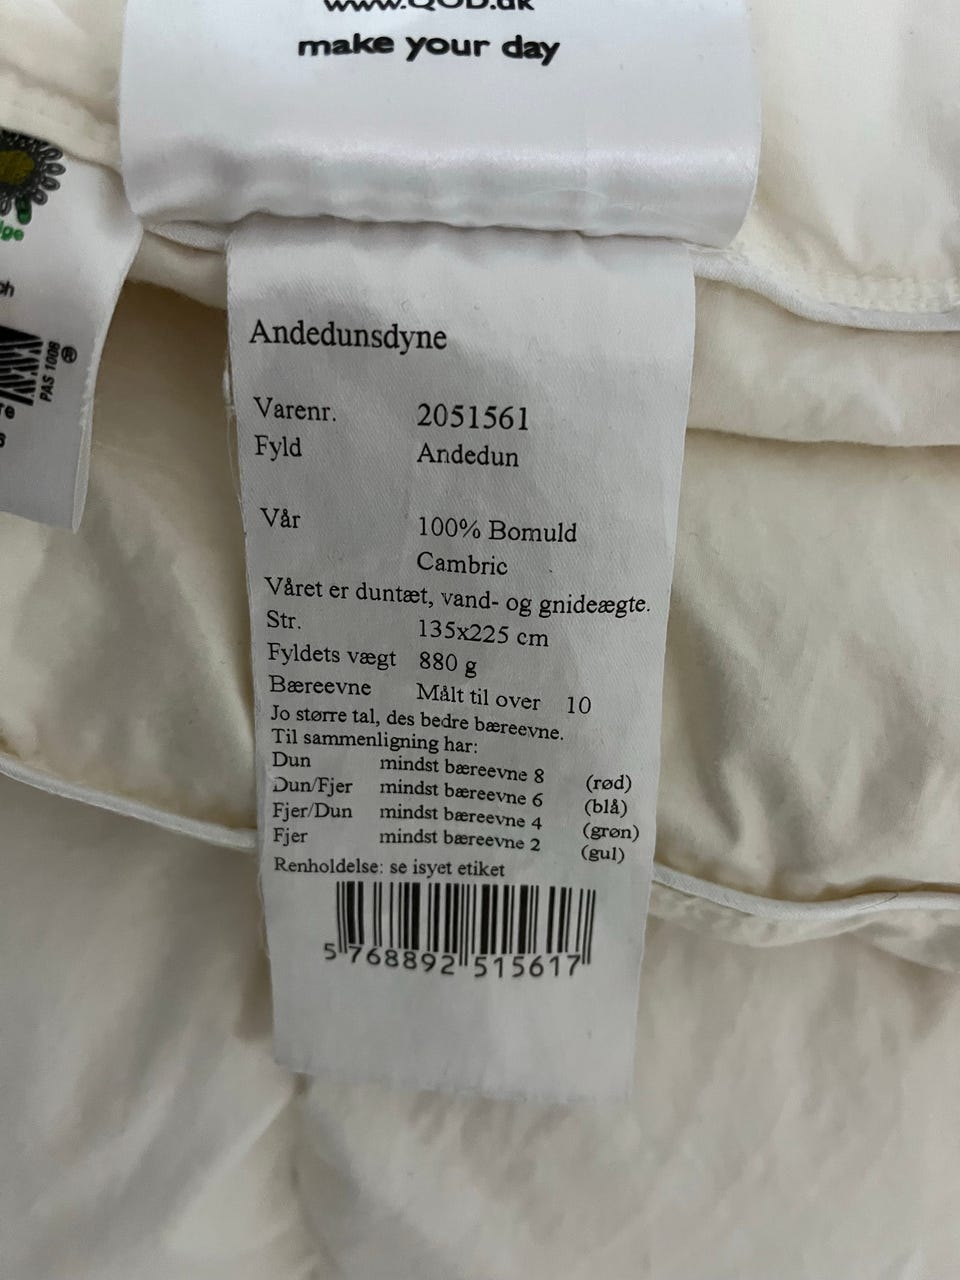 www.QOD.dk
make your day
PAS 1008
Andedunsdyne
Varenr. 2051561
Fyld Andedun
Vår 100% Bomuld
Cambric
Våret er duntæt, vand- og gnideægte.
Str. 135x225 cm
Fyldets vægt 880 g
Bæreevne Målt til over 10
Jo større tal, des bedre bæreevne.
Til sammenligning har:
Dun mindst bæreevne 8 (rød)
Dun/Fjer mindst bæreevne 6 (blå)
Fjer/Dun mindst bæreevne 4 (grøn)
Fjer mindst bæreevne 2 (gul)
Renholdelse: se isyet etiket
5 768892 515617